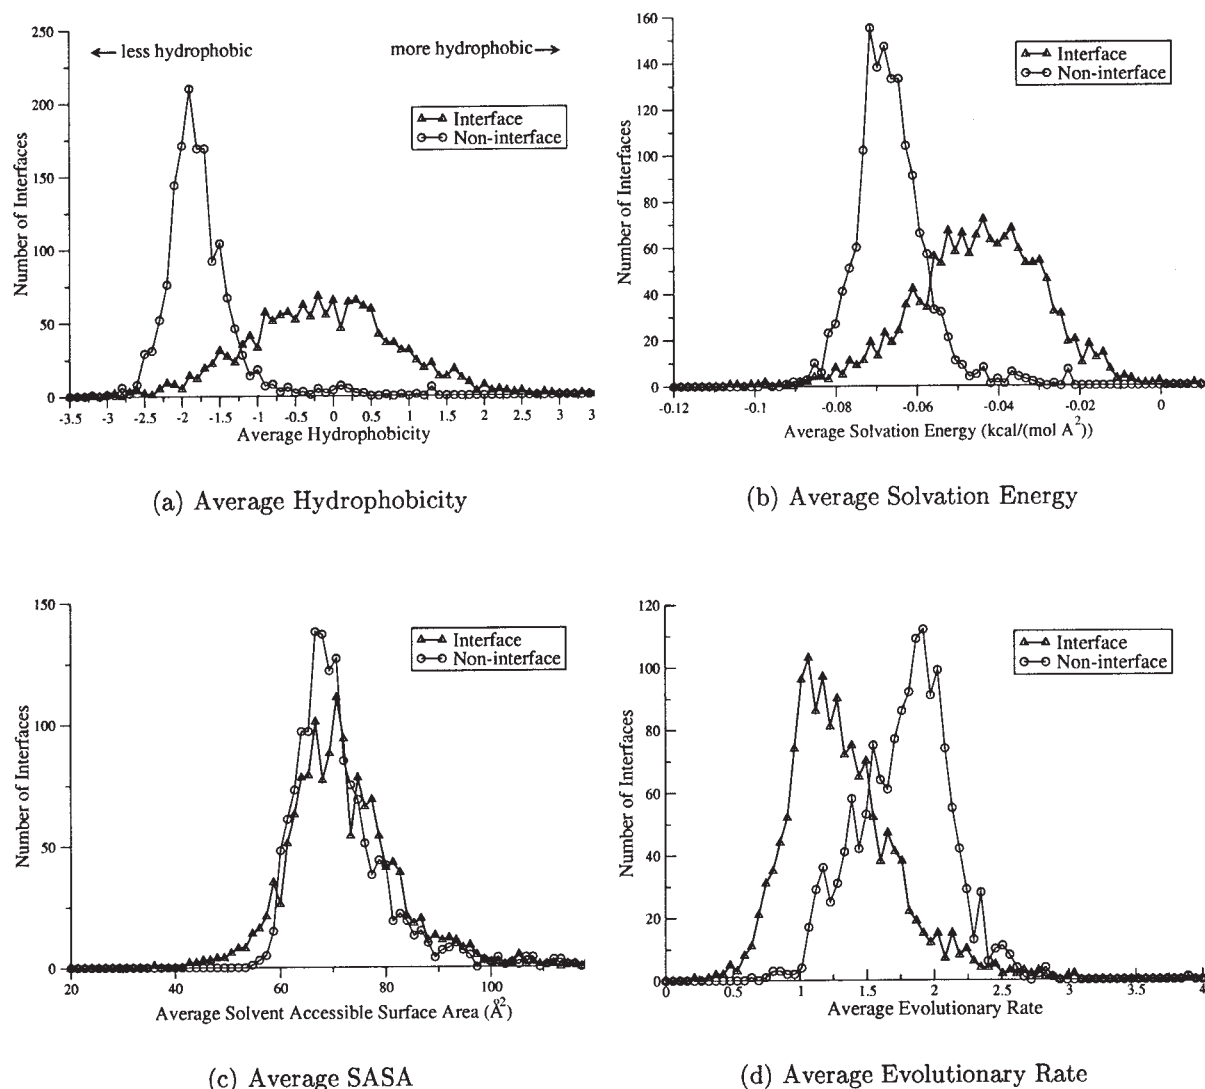 250
200
150
100
50
0
Number of Interfaces
← less hydrophobic
more hydrophobic →
Interface
Non-interface
-3.5 -3 -2.5 -2 -1.5 -1 -0.5 0 0.5 1 1.5 2 2.5 3 3
Average Hydrophobicity
(a) Average Hydrophobicity
160
140
120
100
80
60
40
20
0
Number of Interfaces
Interface
Non-interface
-0.12 -0.1 -0.08 -0.06 -0.04 -0.02 0
Average Solvation Energy (kcal/(mol A²))
(b) Average Solvation Energy
150
100
50
0
Number of Interfaces
Interface
Non-interface
20 40 60 80 100
Average Solvent Accessible Surface Area (Å²)
(c) Average SASA
120
100
80
60
40
20
0
Number of Interfaces
Interface
Non-interface
0 0.5 1 1.5 2 2.5 3 3.5 4
Average Evolutionary Rate
(d) Average Evolutionary Rate